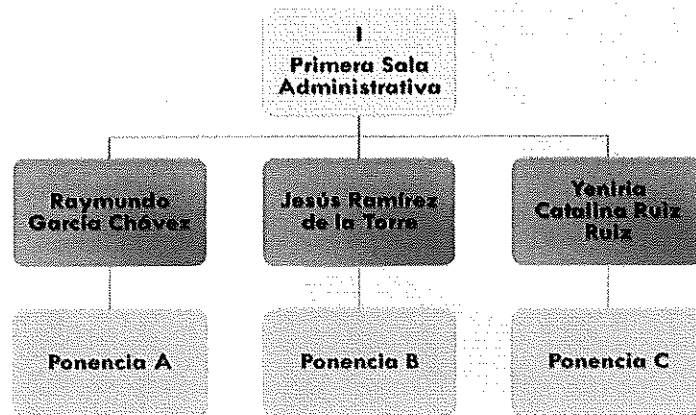 I
Primera Sala
Administrativa
Raymundo
García Chávez
Jesús Ramírez
de la Torre
Yeniria
Catalina Ruiz
Ruiz
Ponencia A
Ponencia B
Ponencia C